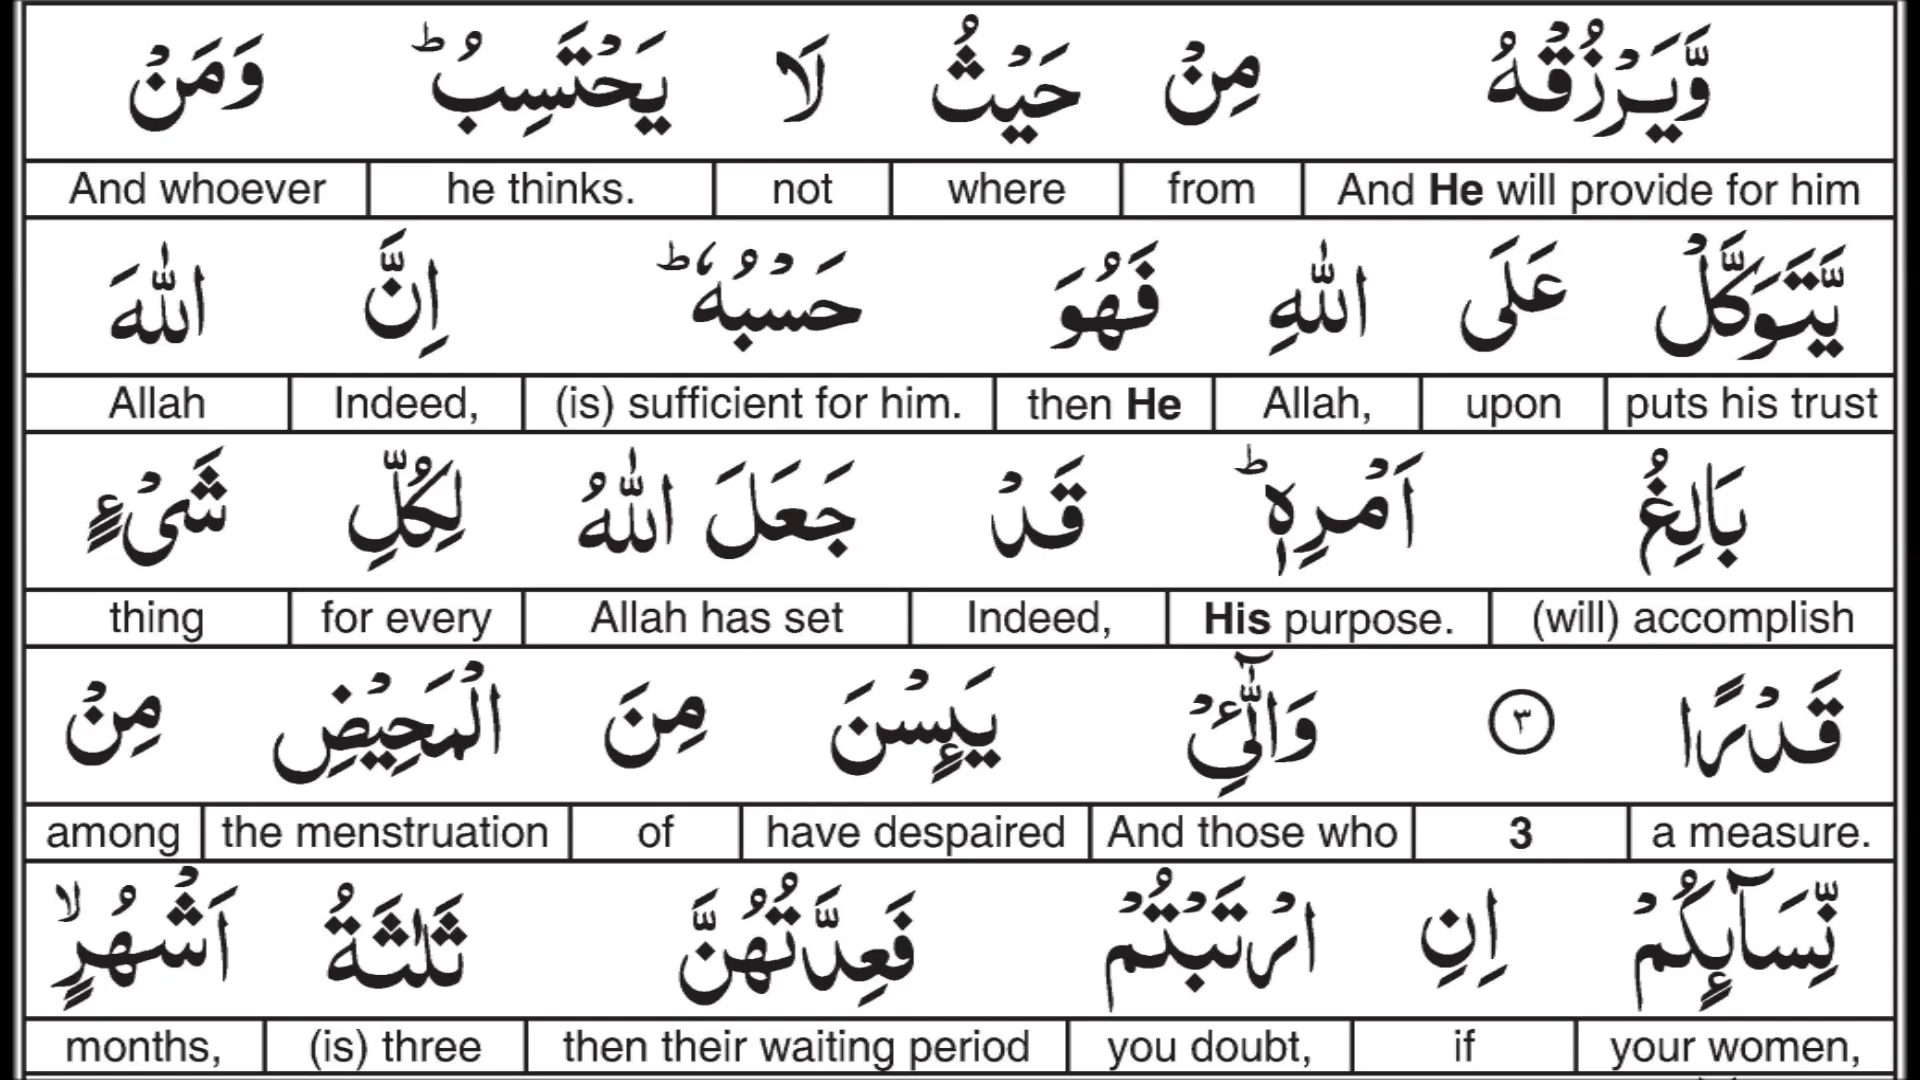 وَّيَرْزُقْهُ مِنْ حَيْثُ لَا يَحْتَسِبُ ؕ وَمَنْ
And whoever he thinks. not where from And He will provide for him
يَّتَوَكَّلْ عَلَى اللّٰهِ فَهُوَ حَسْبُهٗ ؕ اِنَّ اللّٰهَ
Allah Indeed, (is) sufficient for him. then He Allah, upon puts his trust
بَالِغُ اَمْرِهٖ ؕ قَدْ جَعَلَ اللّٰهُ لِكُلِّ شَیْءٍ
thing for every Allah has set Indeed, His purpose. (will) accomplish
قَدْرًا ٣ وَالّٰٓـِٔيْ يَئِسْنَ مِنَ الْمَحِيْضِ مِنْ
among the menstruation of have despaired And those who 3 a measure.
نِّسَآئِكُمْ اِنِ ارْتَبْتُمْ فَعِدَّتُهُنَّ ثَلٰثَةُ اَشْهُرٍ ۙ
months, (is) three then their waiting period you doubt, if your women,